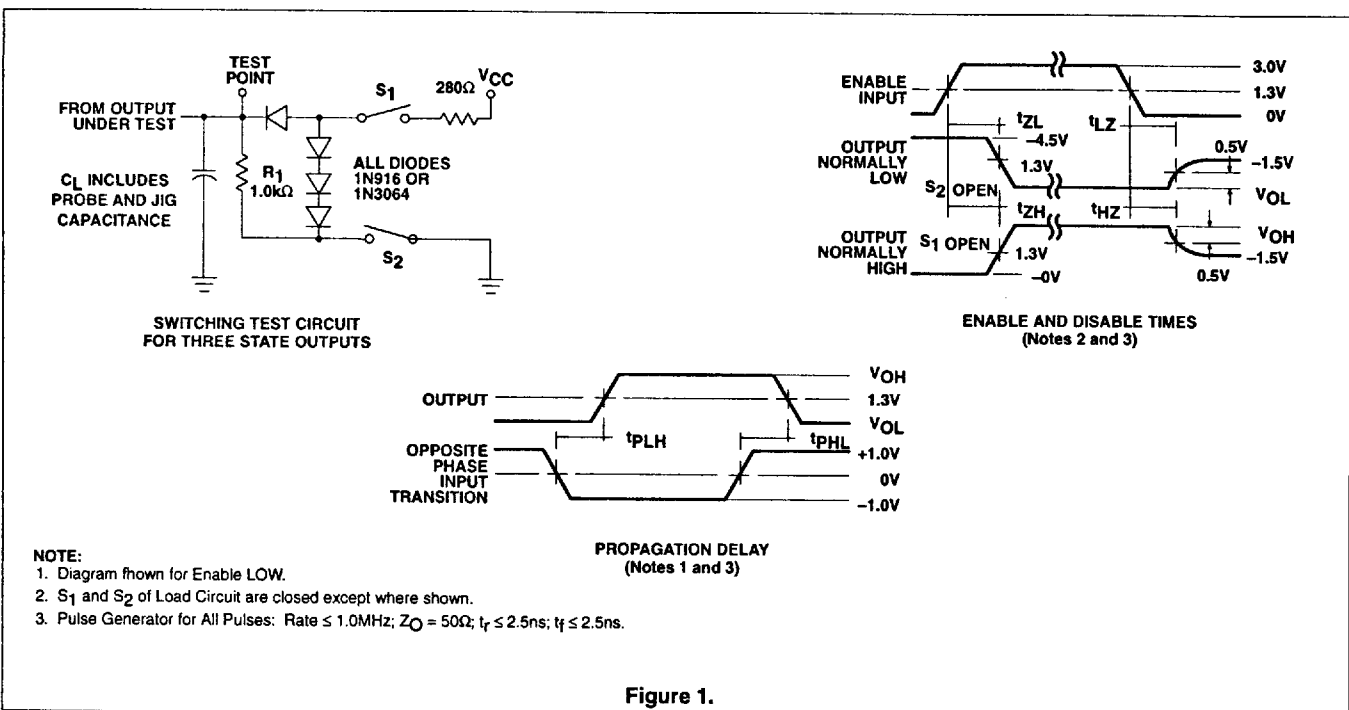 TEST
POINT
FROM OUTPUT
UNDER TEST
S1
280Ω
VCC
CL INCLUDES
PROBE AND JIG
CAPACITANCE
R1
1.0kΩ
ALL DIODES
1N916 OR
1N3064
S2
SWITCHING TEST CIRCUIT
FOR THREE STATE OUTPUTS
ENABLE
INPUT
3.0V
1.3V
0V
tZL
tLZ
OUTPUT
NORMALLY
LOW
–4.5V
1.3V
0.5V
–1.5V
VOL
S2 OPEN
tZH
tHZ
OUTPUT
NORMALLY
HIGH
S1 OPEN
1.3V
–0V
VOH
–1.5V
0.5V
ENABLE AND DISABLE TIMES
(Notes 2 and 3)
OUTPUT
VOH
1.3V
VOL
tPLH
tPHL
OPPOSITE
PHASE
INPUT
TRANSITION
+1.0V
0V
–1.0V
PROPAGATION DELAY
(Notes 1 and 3)
NOTE:
1. Diagram fhown for Enable LOW.
2. S1 and S2 of Load Circuit are closed except where shown.
3. Pulse Generator for All Pulses: Rate ≤ 1.0MHz; ZO = 50Ω; tr ≤ 2.5ns; tf ≤ 2.5ns.
Figure 1.